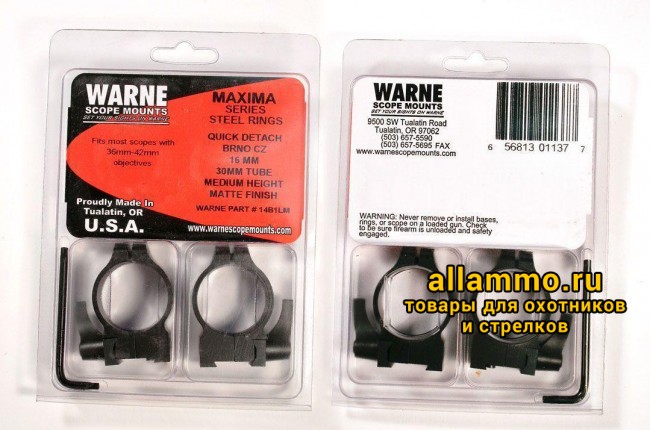 WARNE
SCOPE MOUNTS
SET YOUR SIGHTS ON WARNE
Fits most scopes with
36mm-42mm
objectives
Proudly Made In
Tualatin, OR
U.S.A.
MAXIMA
SERIES
STEEL RINGS
QUICK DETACH
BRNO CZ
16 MM
30MM TUBE
MEDIUM HEIGHT
MATTE FINISH
WARNE PART # 14B1LM
www.warnescopemounts.com
WARNE
SCOPE MOUNTS
SET YOUR SIGHTS ON WARNE
9500 SW Tualatin Road
Tualatin, OR 97062
(503) 657-5590
(503) 657-5695 FAX
www.warnescopemounts.com
6 56813 01137 7
WARNING: Never remove or install bases,
rings, or scope on a loaded gun. Check
to be sure firearm is unloaded and safety
engaged.
allammo.ru
товары для охотников
и стрелков